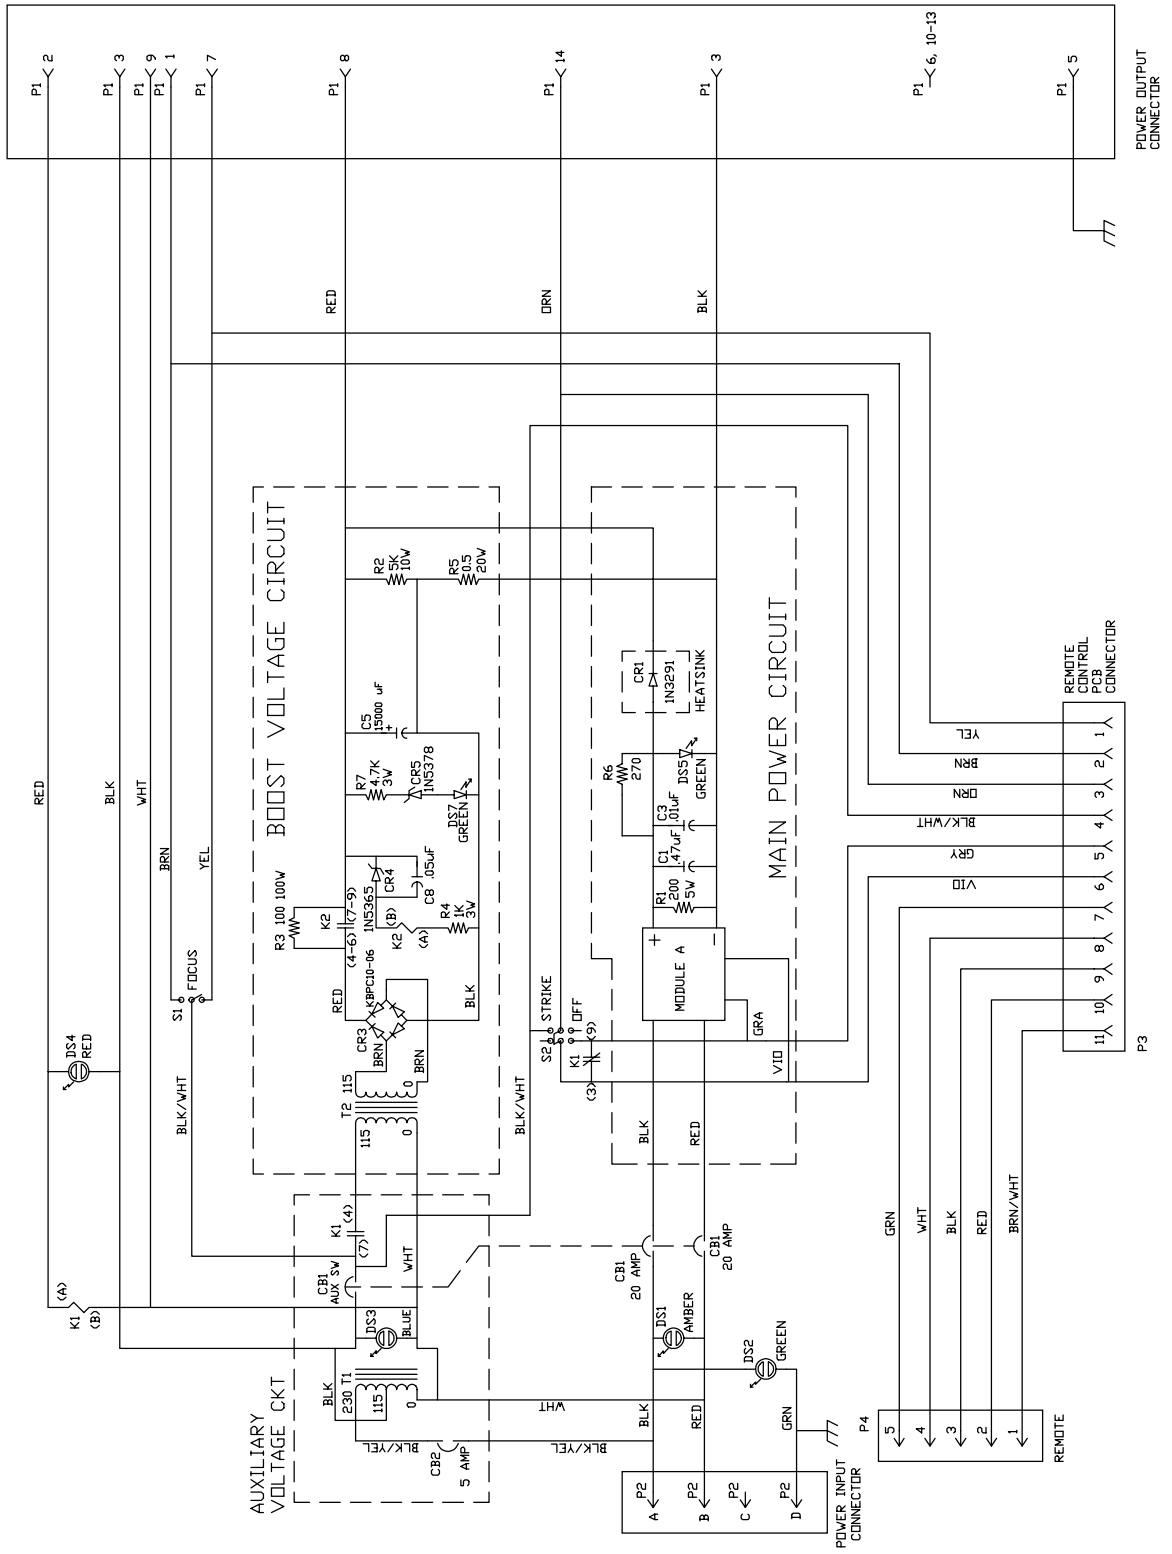 P1
2
P1
3
P1
9
P1
1
P1
7
P1
8
P1
14
P1
3
P1
6, 10-13
P1
5
POWER OUTPUT
CONNECTOR
RED
BLK
WHT
BRN
YEL
RED
ORN
BLK
BOOST VOLTAGE CIRCUIT
R2
5K
10W
R5
0.5
20W
C5
15000 uF
+
R7
4.7K
3W
CR5
1N5378
DS7
GREEN
R3 100 100W
K2
(4-6)
(7-9)
1N5365
CR4
C8 .05uF
K2
(B)
(A)
R4
1K
3W
RED
KBPC10-06
CR3
BRN
BRN
BLK
T2
115
0
115
0
S1
FOCUS
DS4
RED
BLK/WHT
K1
(A)
(B)
MAIN POWER CIRCUIT
CR1
1N3291
HEATSINK
R6
270
DS5
GREEN
C3
.01uF
C1
.47uF
R1
200
5W
MODULE A
+
-
GRA
VIO
S2
STRIKE
OFF
K1
(9)
(3)
BLK/WHT
BLK
RED
AUXILIARY
VOLTAGE CKT
K1
(4)
(7)
CB1
AUX SW
WHT
DS3
BLUE
230 T1
115
0
BLK
BLK/YEL
CB2
5 AMP
BLK/YEL
WHT
CB1
20 AMP
CB1
20 AMP
DS1
AMBER
DS2
GREEN
BLK
RED
GRN
P2
A
P2
B
P2
C
P2
D
POWER INPUT
CONNECTOR
REMOTE
CONTROL
PCB
CONNECTOR
YEL
BRN
ORN
BLK/WHT
GRY
VIO
1
2
3
4
5
6
7
8
9
10
11
P3
GRN
WHT
BLK
RED
BRN/WHT
P4
5
4
3
2
1
REMOTE